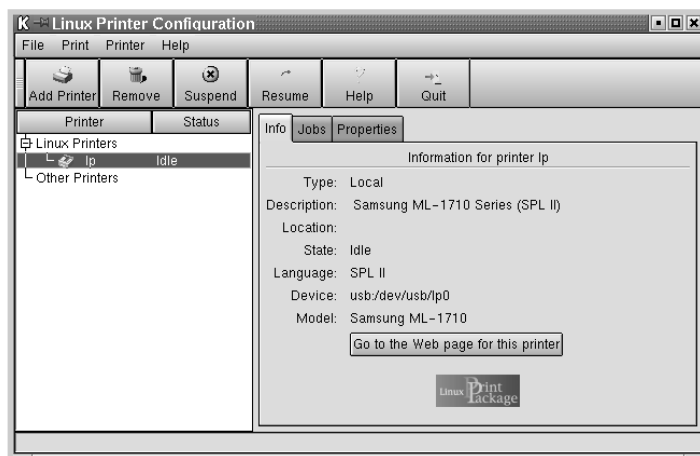 K Linux Printer Configuration
File Print Printer Help
Add Printer Remove Suspend Resume Help Quit
Printer Status
Info Jobs Properties
Linux Printers
lp Idle
Other Printers
Information for printer lp
Type: Local
Description: Samsung ML-1710 Series (SPL II)
Location:
State: Idle
Language: SPL II
Device: usb:/dev/usb/lp0
Model: Samsung ML-1710
Go to the Web page for this printer
Linux Print
Package